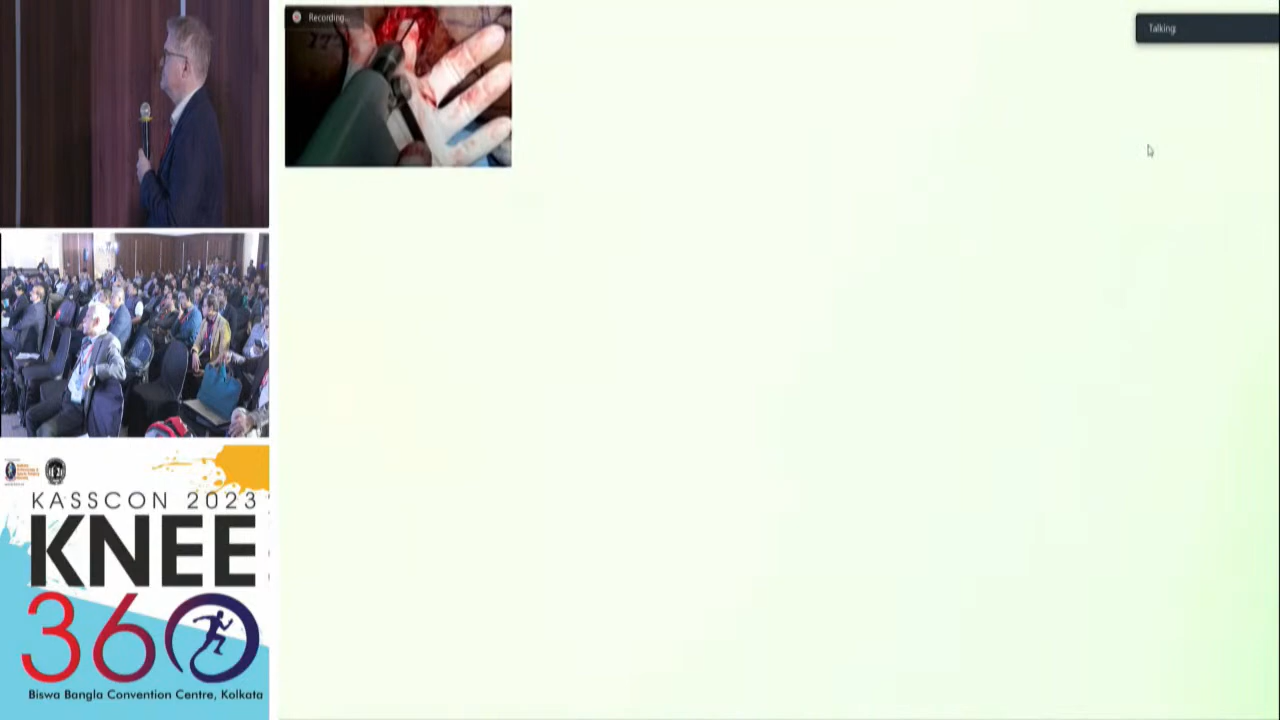 Recording...
Talking:
KASSCON 2023
KNEE
360
Biswa Bangla Convention Centre, Kolkata